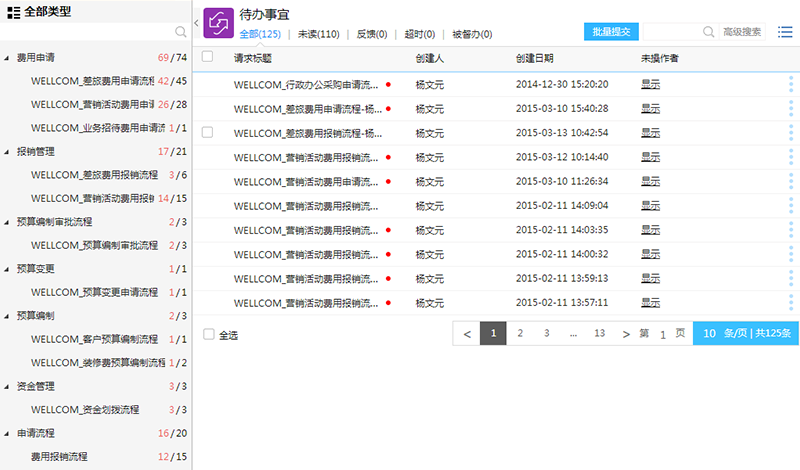 全部类型
费用申请 69/74
WELLCOM_差旅费用申请流程 42/45
WELLCOM_营销活动费用申请 26/28
WELLCOM_业务招待费用申请流 1/1
报销管理 17/21
WELLCOM_差旅费用报销流程 3/6
WELLCOM_营销活动费用报销 14/15
预算编制审批流程 2/3
WELLCOM_预算编制审批流程 2/3
预算变更 1/1
WELLCOM_预算变更申请流程 1/1
预算编制 2/3
WELLCOM_客户预算编制流程 1/1
WELLCOM_装修费预算编制流程 1/2
资金管理 3/3
WELLCOM_资金划拨流程 3/3
申请流程 16/20
费用报销流程 12/15
待办事宜
全部(125) | 未读(110) | 反馈(0) | 超时(0) | 被督办(0)
批量提交 高级搜索
请求标题 创建人 创建日期 未操作者
WELLCOM_行政办公采购申请流... 杨文元 2014-12-30 15:20:20 显示
WELLCOM_差旅费用申请流程-杨... 杨文元 2015-03-10 15:40:28 显示
WELLCOM_差旅费用报销流程-杨... 杨文元 2015-03-13 10:42:54 显示
WELLCOM_营销活动费用报销流... 杨文元 2015-03-12 10:14:40 显示
WELLCOM_营销活动费用申请流... 杨文元 2015-03-10 11:26:34 显示
WELLCOM_营销活动费用报销流... 杨文元 2015-02-11 14:09:04 显示
WELLCOM_营销活动费用报销流... 杨文元 2015-02-11 14:03:35 显示
WELLCOM_营销活动费用报销流... 杨文元 2015-02-11 14:00:32 显示
WELLCOM_营销活动费用报销流... 杨文元 2015-02-11 13:59:13 显示
WELLCOM_营销活动费用报销流... 杨文元 2015-02-11 13:57:11 显示
全选 < 1 2 3 ... 13 > 第 1 页 10 条/页 | 共125条